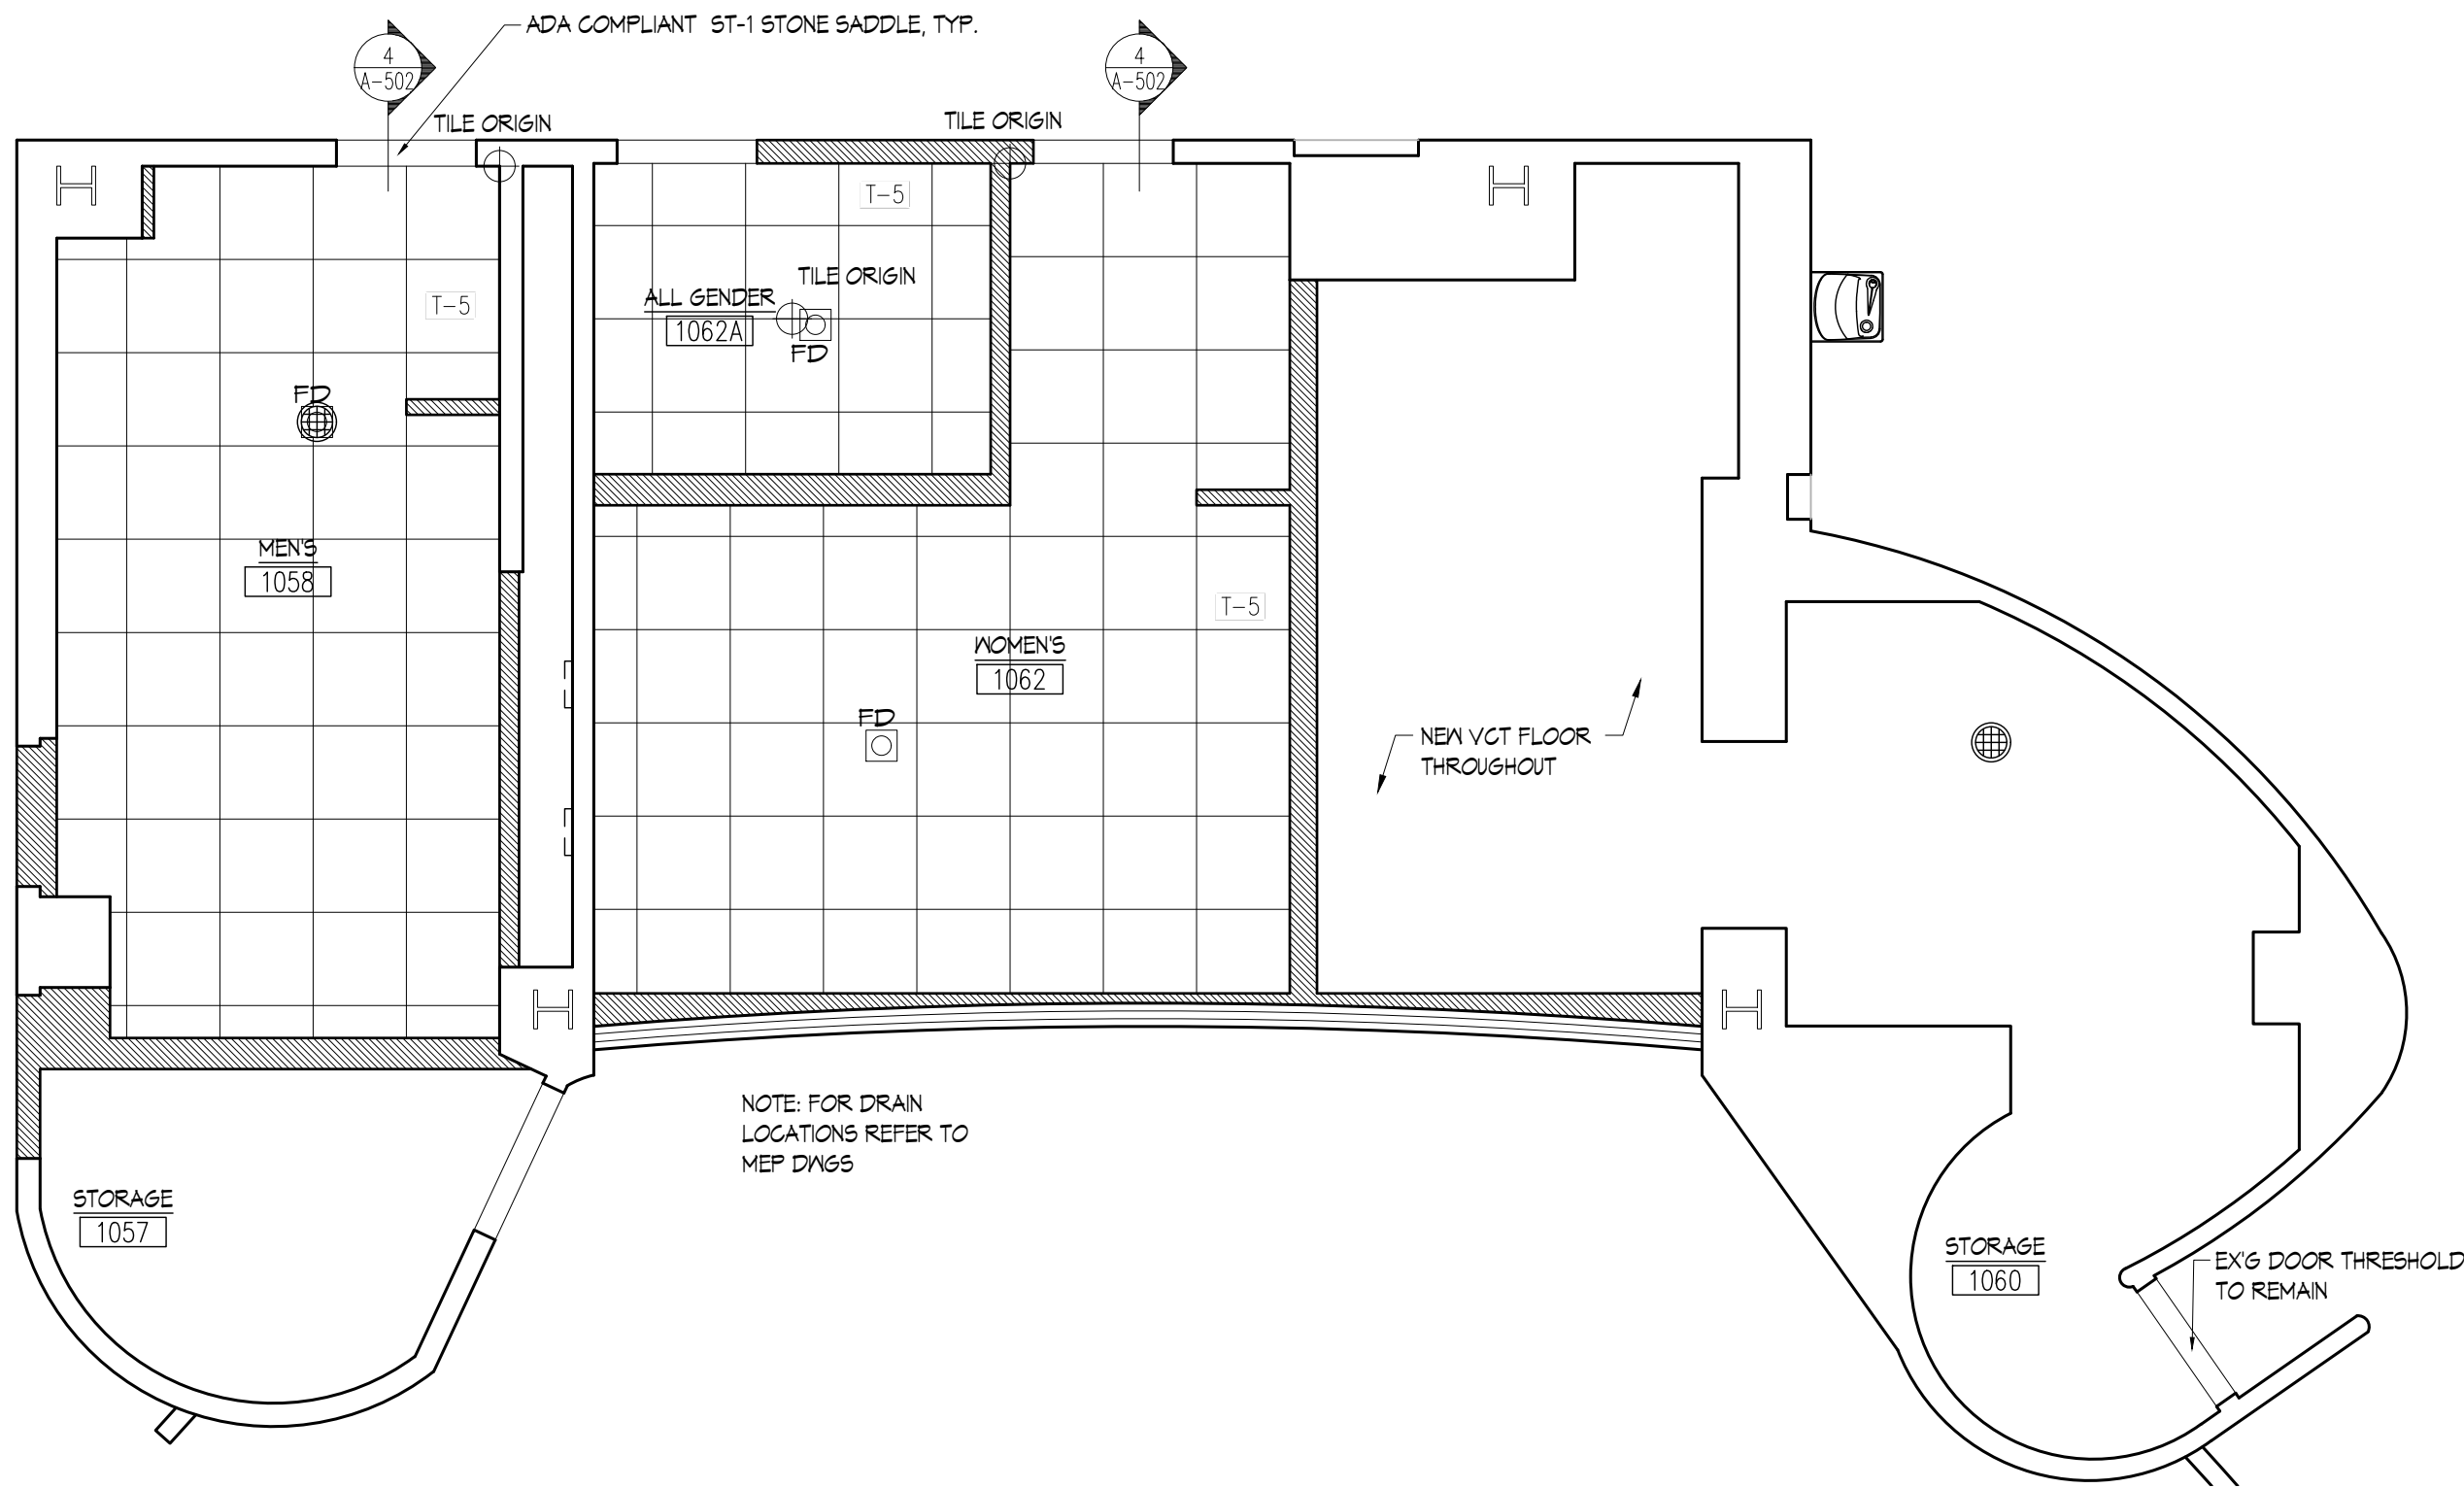 ADA COMPLIANT ST-1 STONE SADDLE, TYP.
4
A-502
4
A-502
TILE ORIGIN
TILE ORIGIN
T-5
TILE ORIGIN
ALL GENDER
1062A
FD
T-5
FD
MEN'S
1058
T-5
WOMEN'S
1062
FD
NEW VCT FLOOR
THROUGHOUT
NOTE: FOR DRAIN
LOCATIONS REFER TO
MEP DWGS
STORAGE
1057
STORAGE
1060
EX'G DOOR THRESHOLD
TO REMAIN